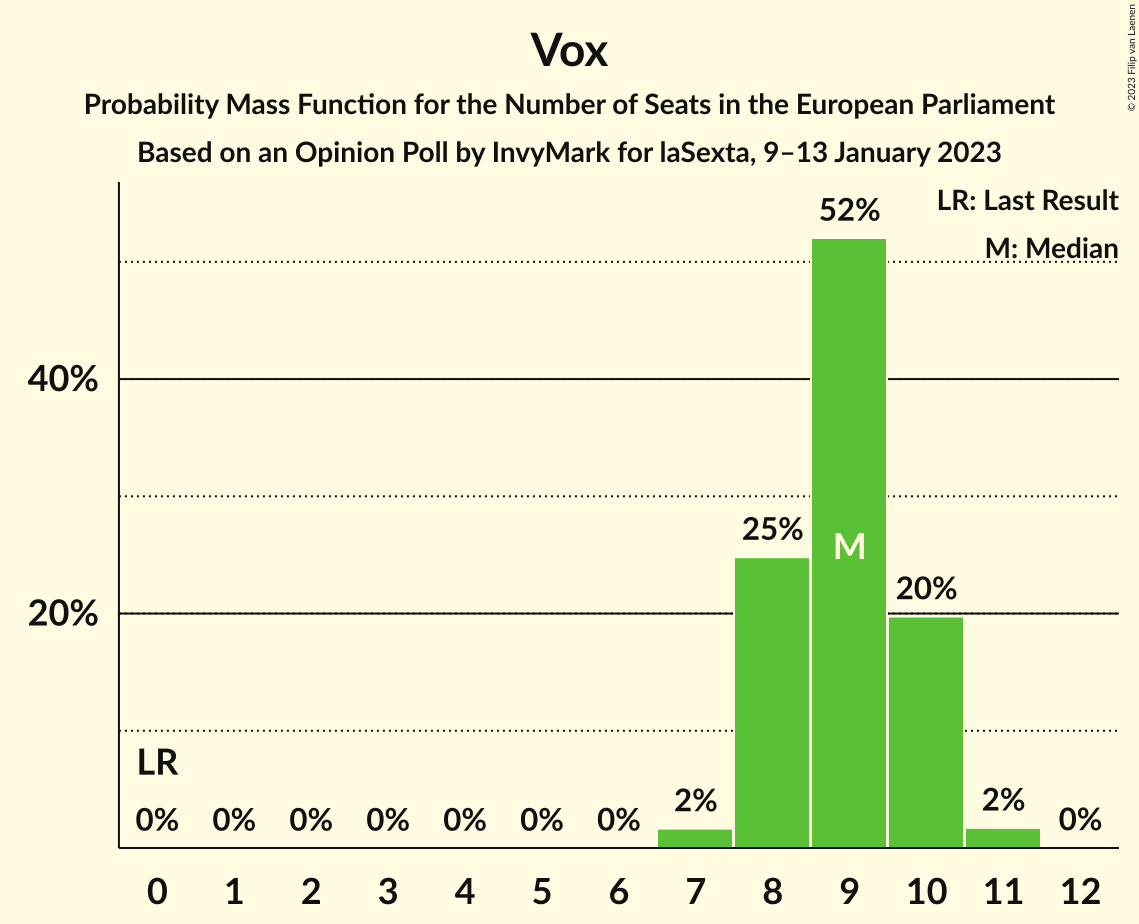 Vox
Probability Mass Function for the Number of Seats in the European Parliament
Based on an Opinion Poll by InvyMark for laSexta, 9–13 January 2023
© 2023 Filip van Laenen
LR: Last Result
M: Median
52%
40%
25%
M
20%
20%
LR
0% 0% 0% 0% 0% 0% 0% 2% 2% 0%
0 1 2 3 4 5 6 7 8 9 10 11 12